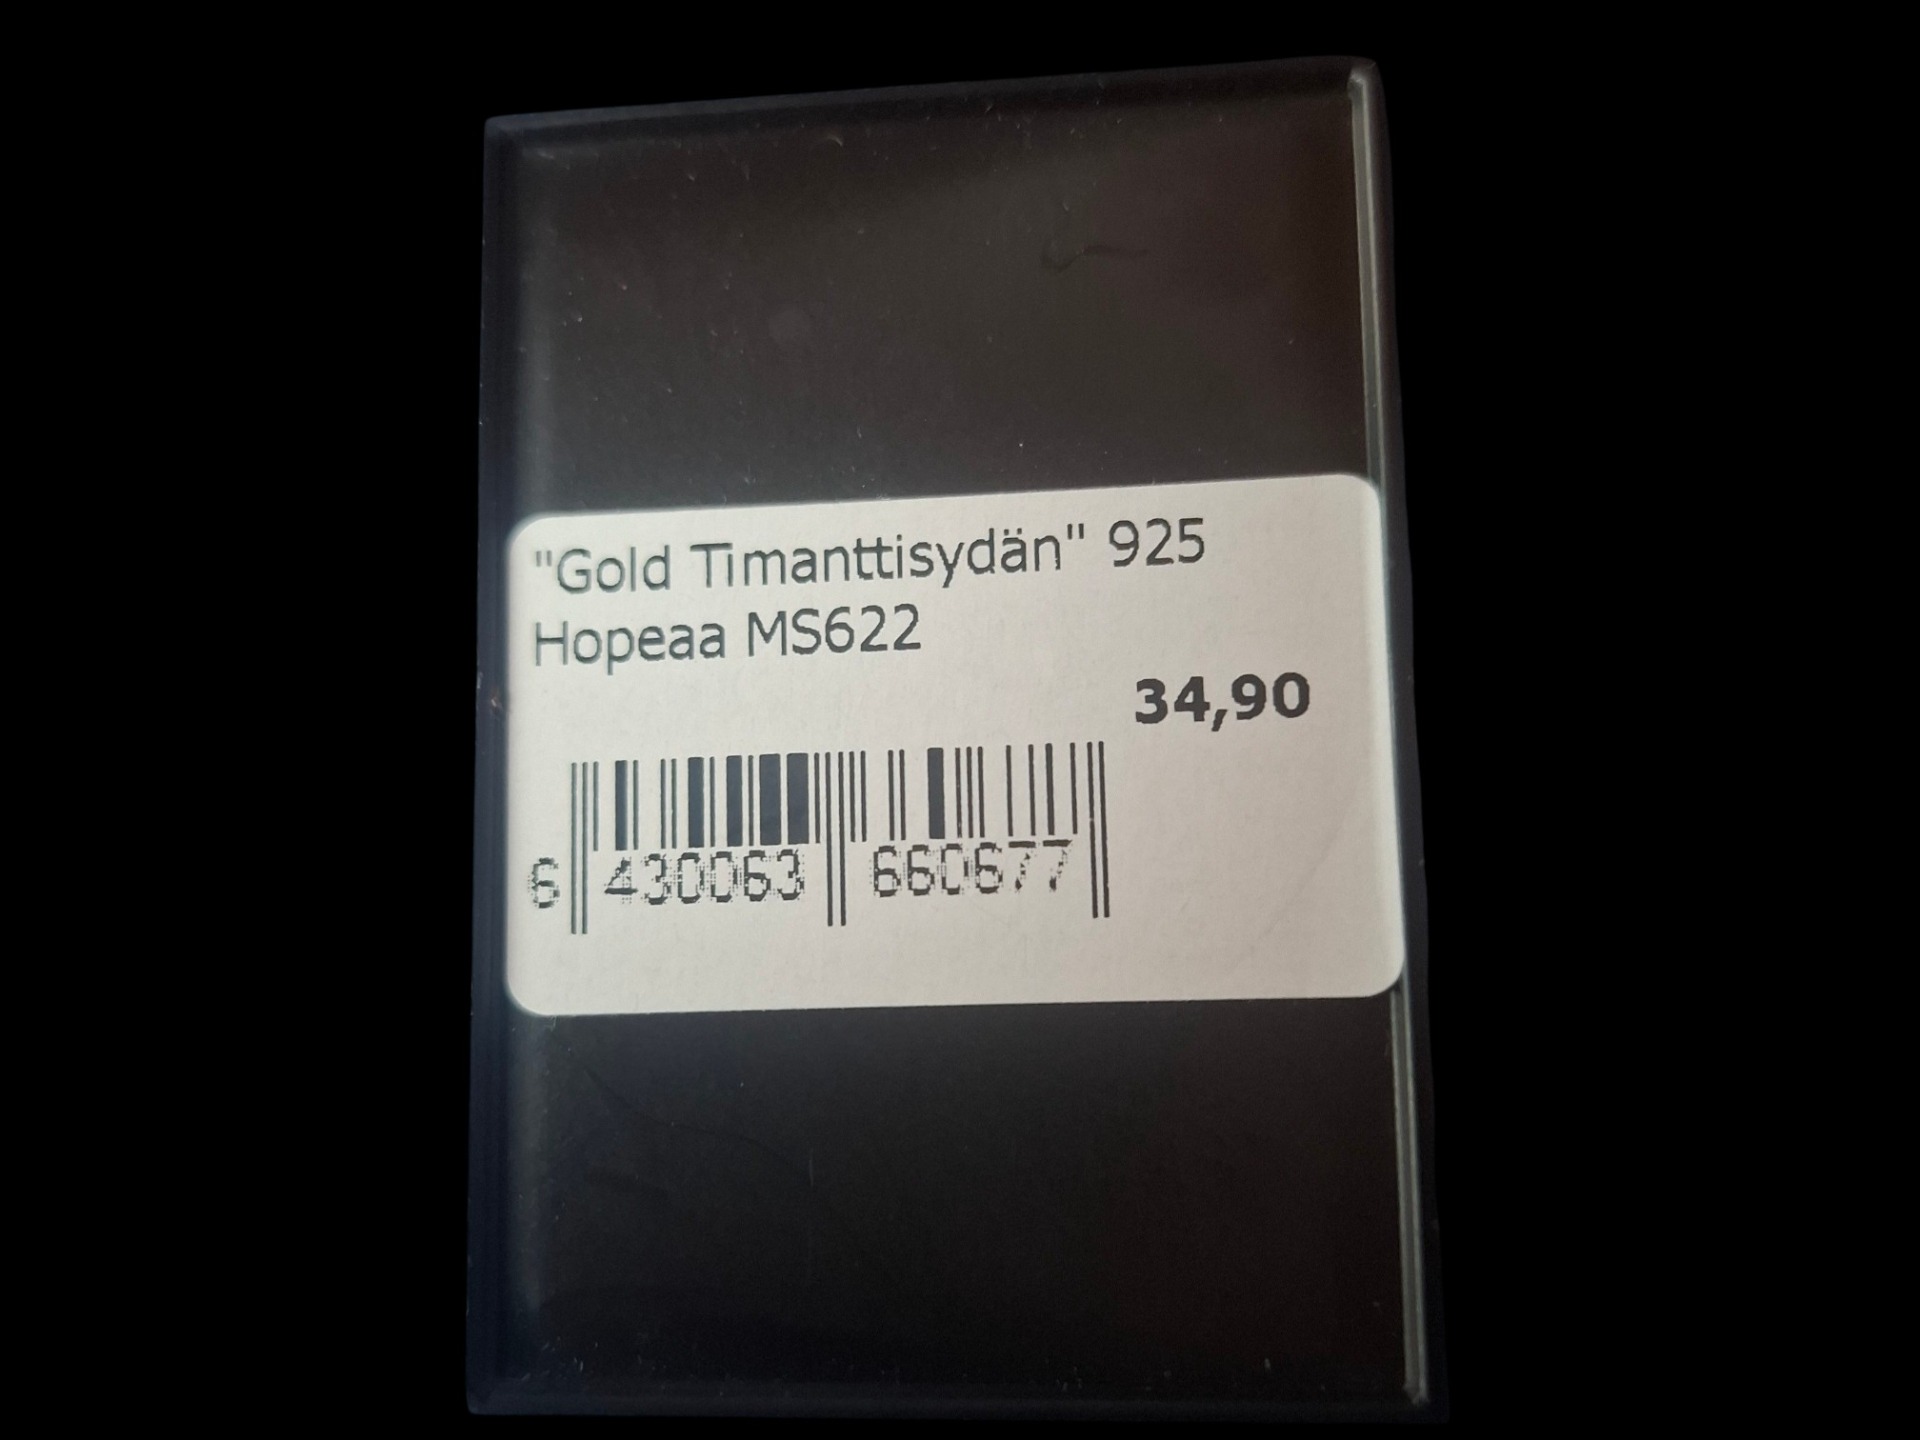 "Gold Timanttisydän" 925
Hopeaa MS622
34,90
6 430063 660677